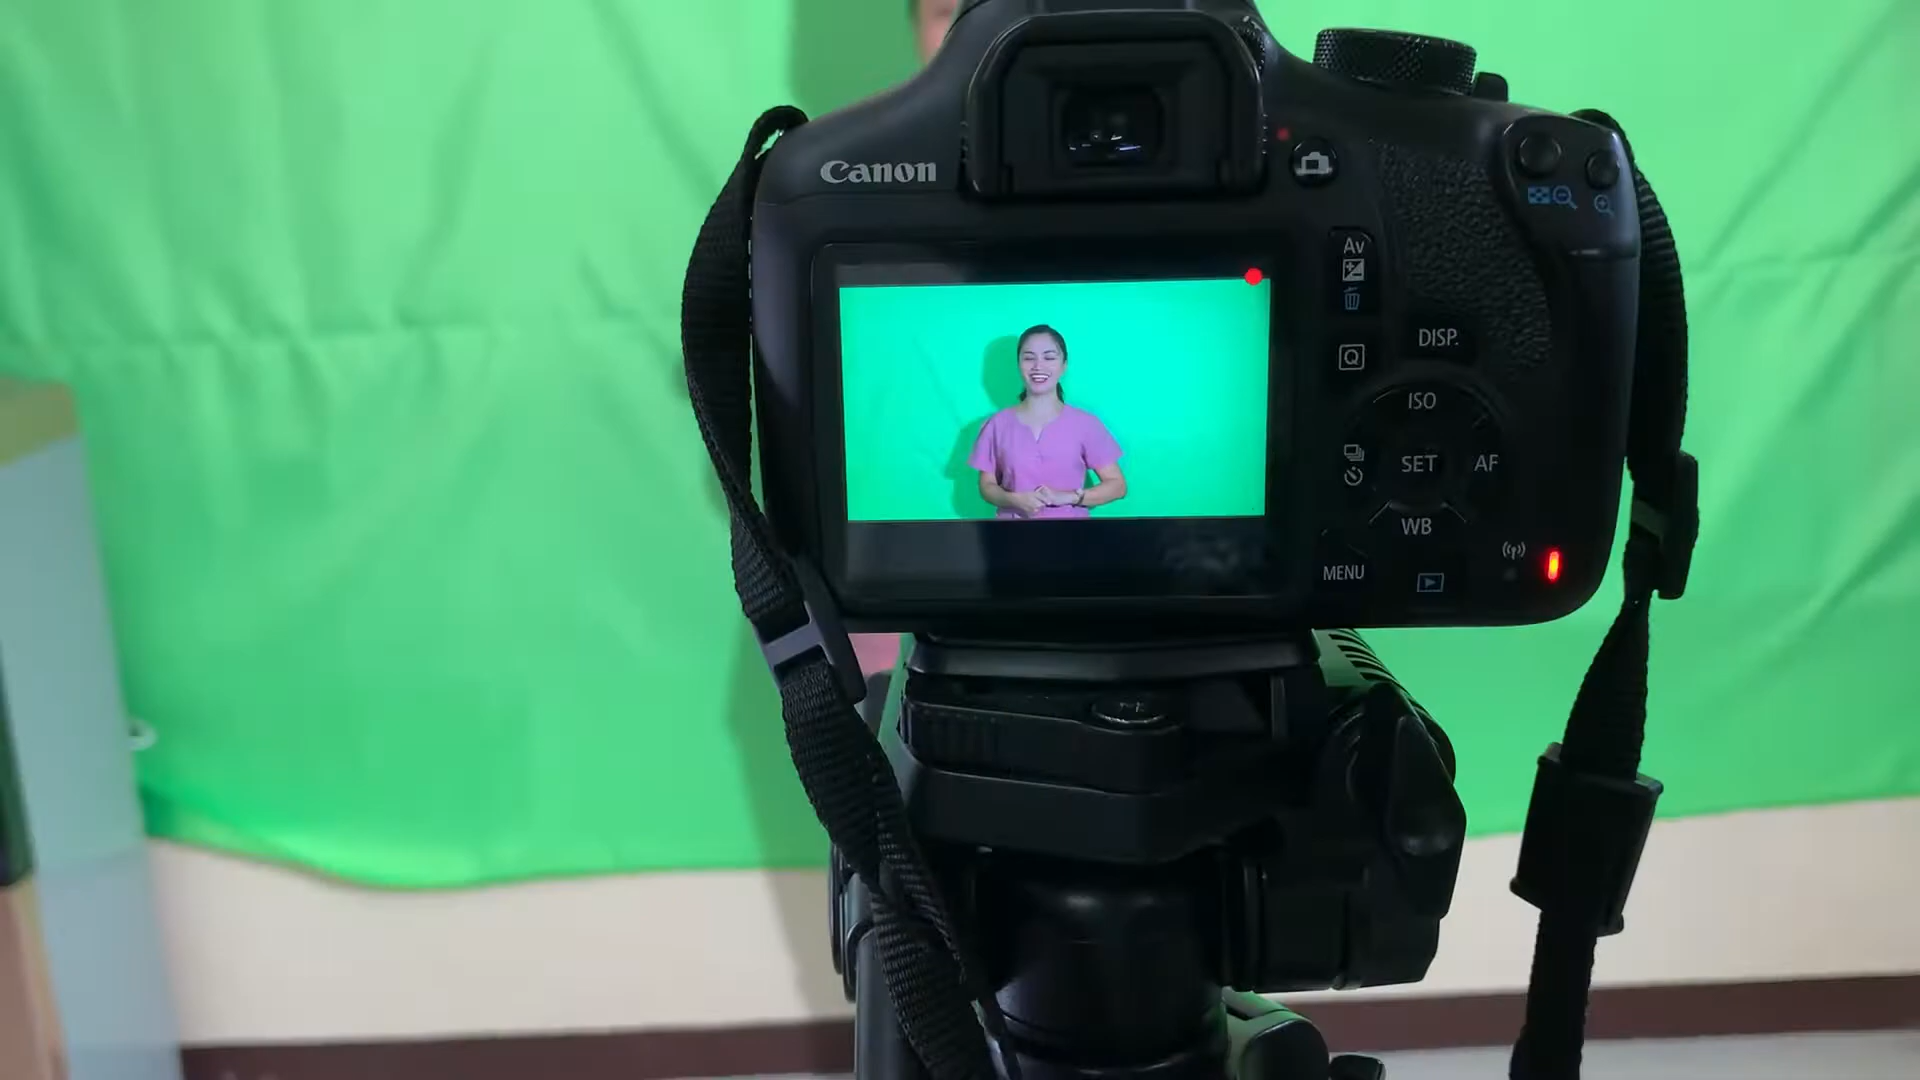 Canon
Av
Q
DISP.
ISO
SET
AF
WB
MENU